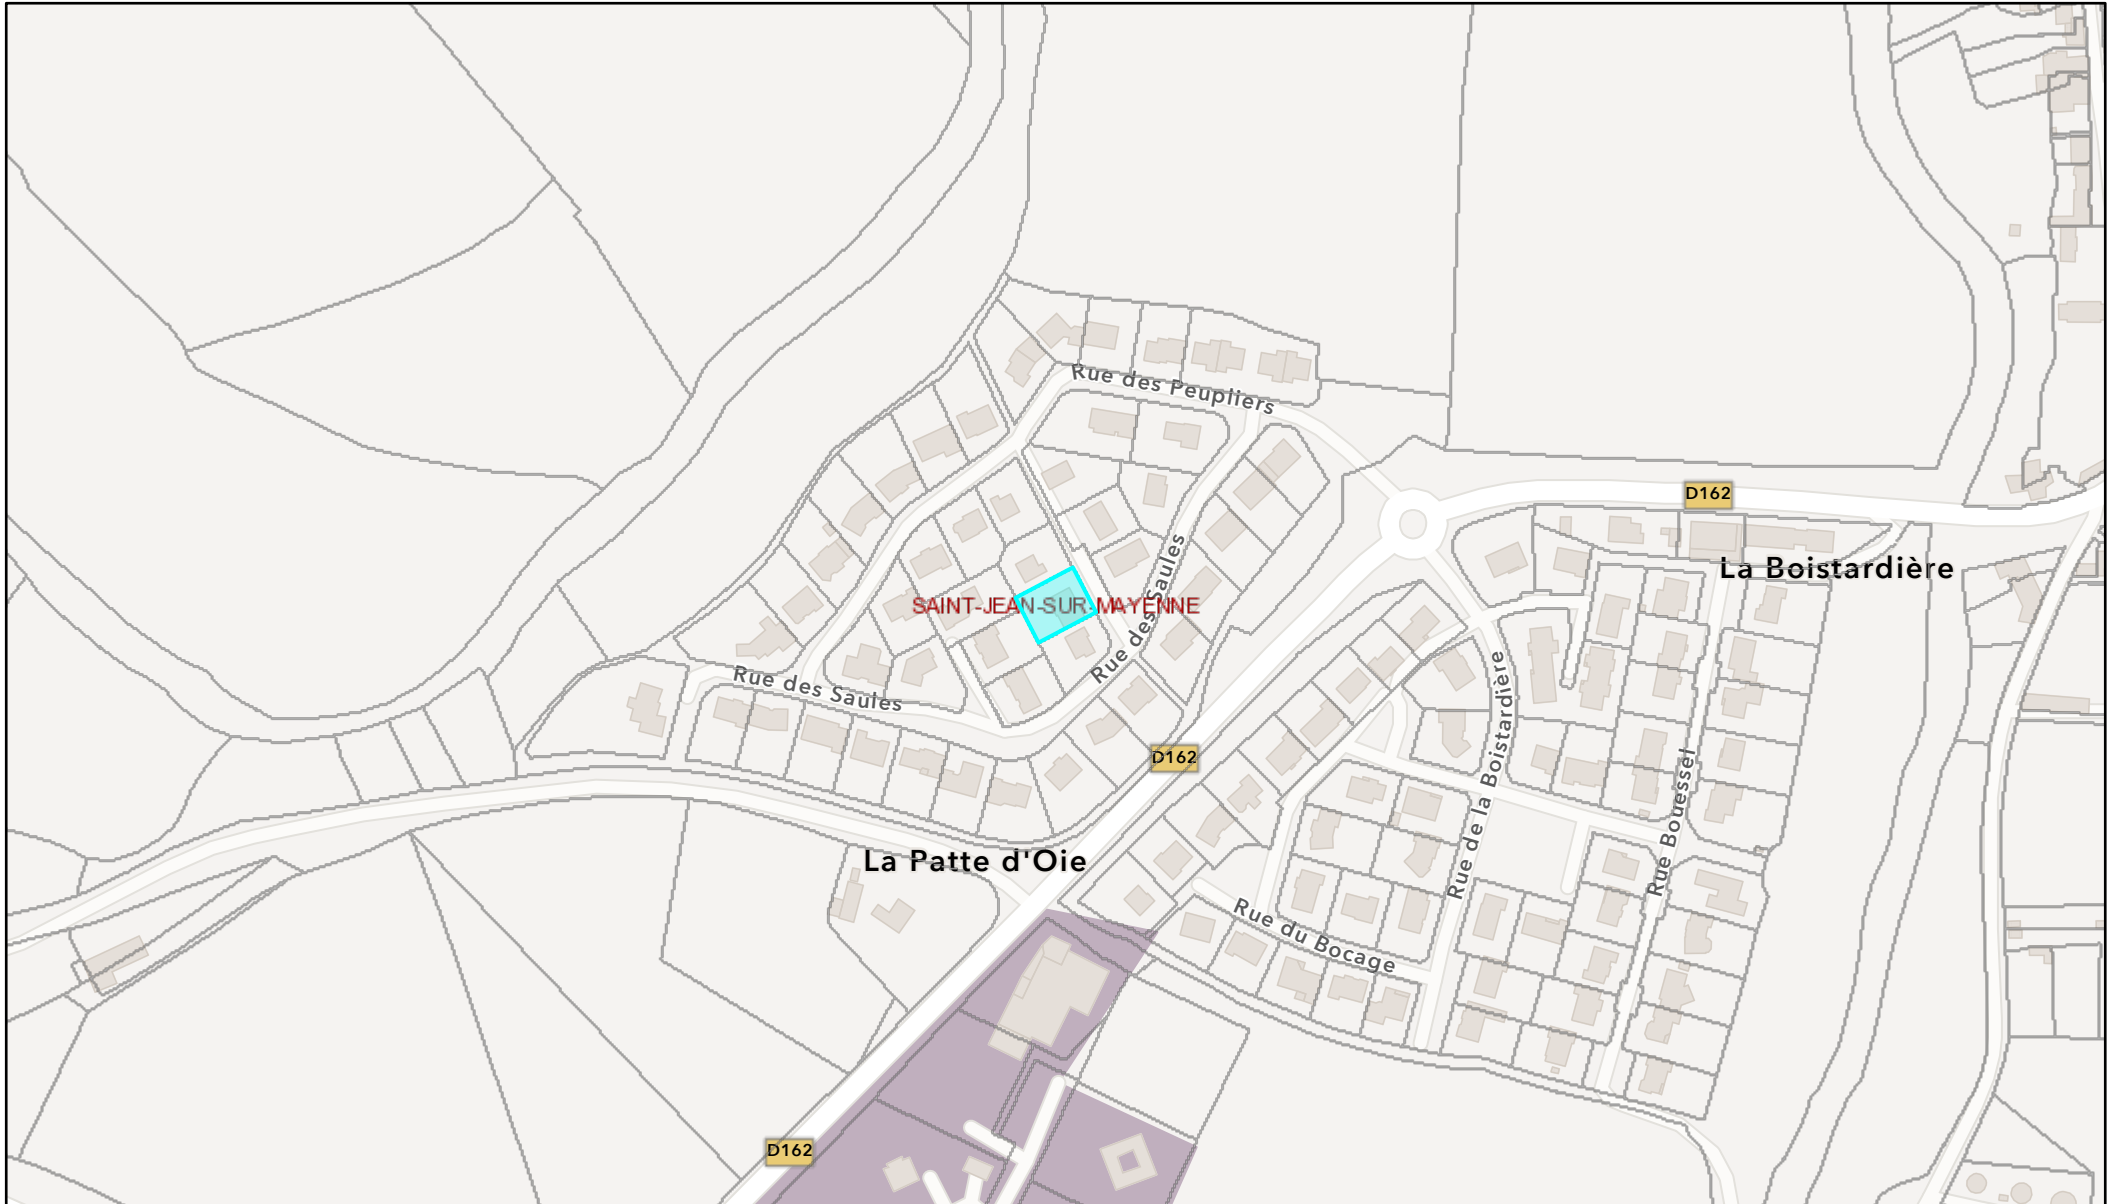 Rue des Peupliers
D162
La Boistardière
Rue des Saules
SAINT-JEAN-SUR-MAYENNE
Rue des Saules
Rue de la Boistardière
D162
Rue Bouessel
La Patte d'Oie
Rue du Bocage
D162